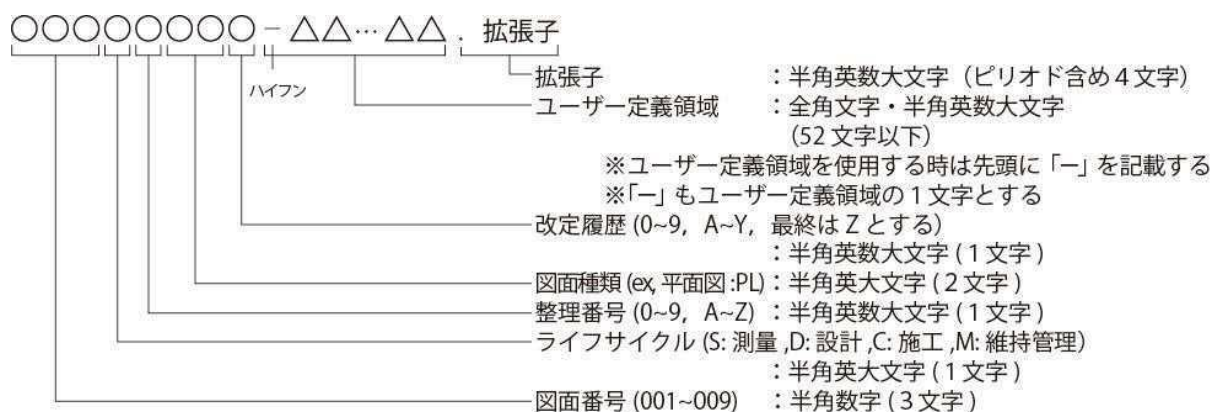 ○○○○○○○○－△△…△△．拡張子
ハイフン
拡張子　：半角英数大文字（ピリオド含め４文字）
ユーザー定義領域　：全角文字・半角英数大文字
（52 文字以下）
※ユーザー定義領域を使用する時は先頭に「ー」を記載する
※「ー」もユーザー定義領域の１文字とする
改定履歴 (0~9, A~Y, 最終は Z とする）
：半角英数大文字 ( １文字 )
図面種類 (ex, 平面図 :PL)：半角英大文字 ( ２文字 )
整理番号 (0~9, A~Z) ：半角英数大文字 ( １文字 )
ライフサイクル (S: 測量 ,D: 設計 ,C: 施工 ,M: 維持管理）
：半角英大文字 ( １文字 )
図面番号 (001~009) ：半角数字 ( ３文字 )